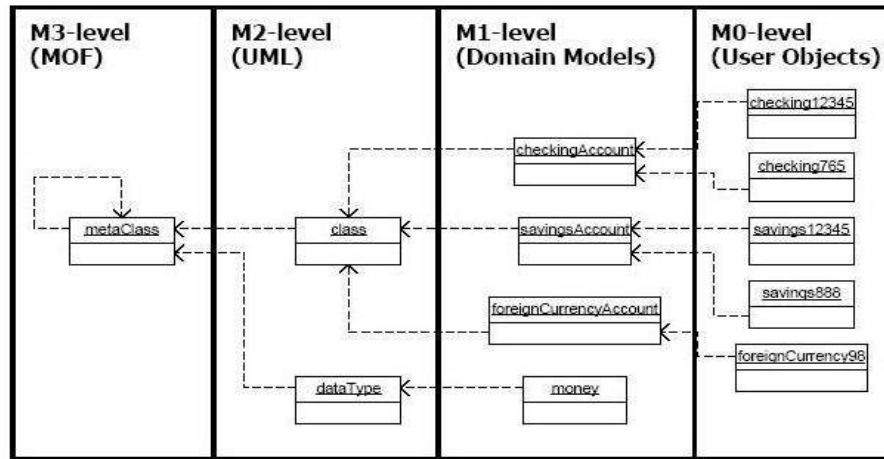 M3-level
(MOF)
M2-level
(UML)
M1-level
(Domain Models)
M0-level
(User Objects)
checking12345
checkingAccount
checking765
metaClass
class
savingsAccount
savings12345
savings888
foreignCurrencyAccount
foreignCurrency98
dataType
money